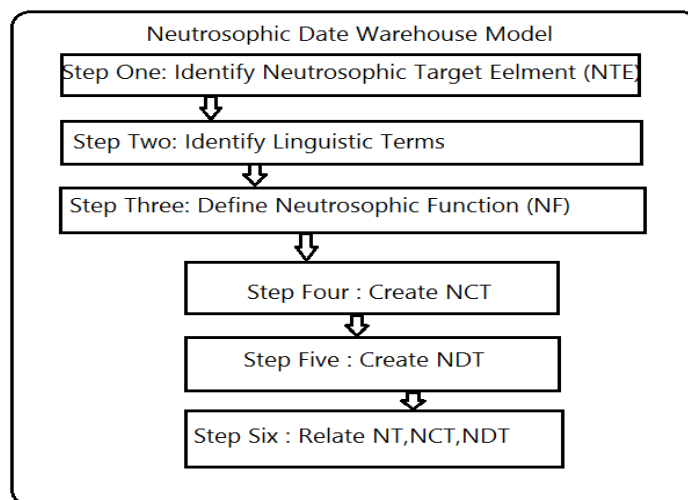 Neutrosophic Date Warehouse Model
Step One: Identify Neutrosophic Target Eelment (NTE)
Step Two: Identify Linguistic Terms
Step Three: Define Neutrosophic Function (NF)
Step Four : Create NCT
Step Five : Create NDT
Step Six : Relate NT,NCT,NDT